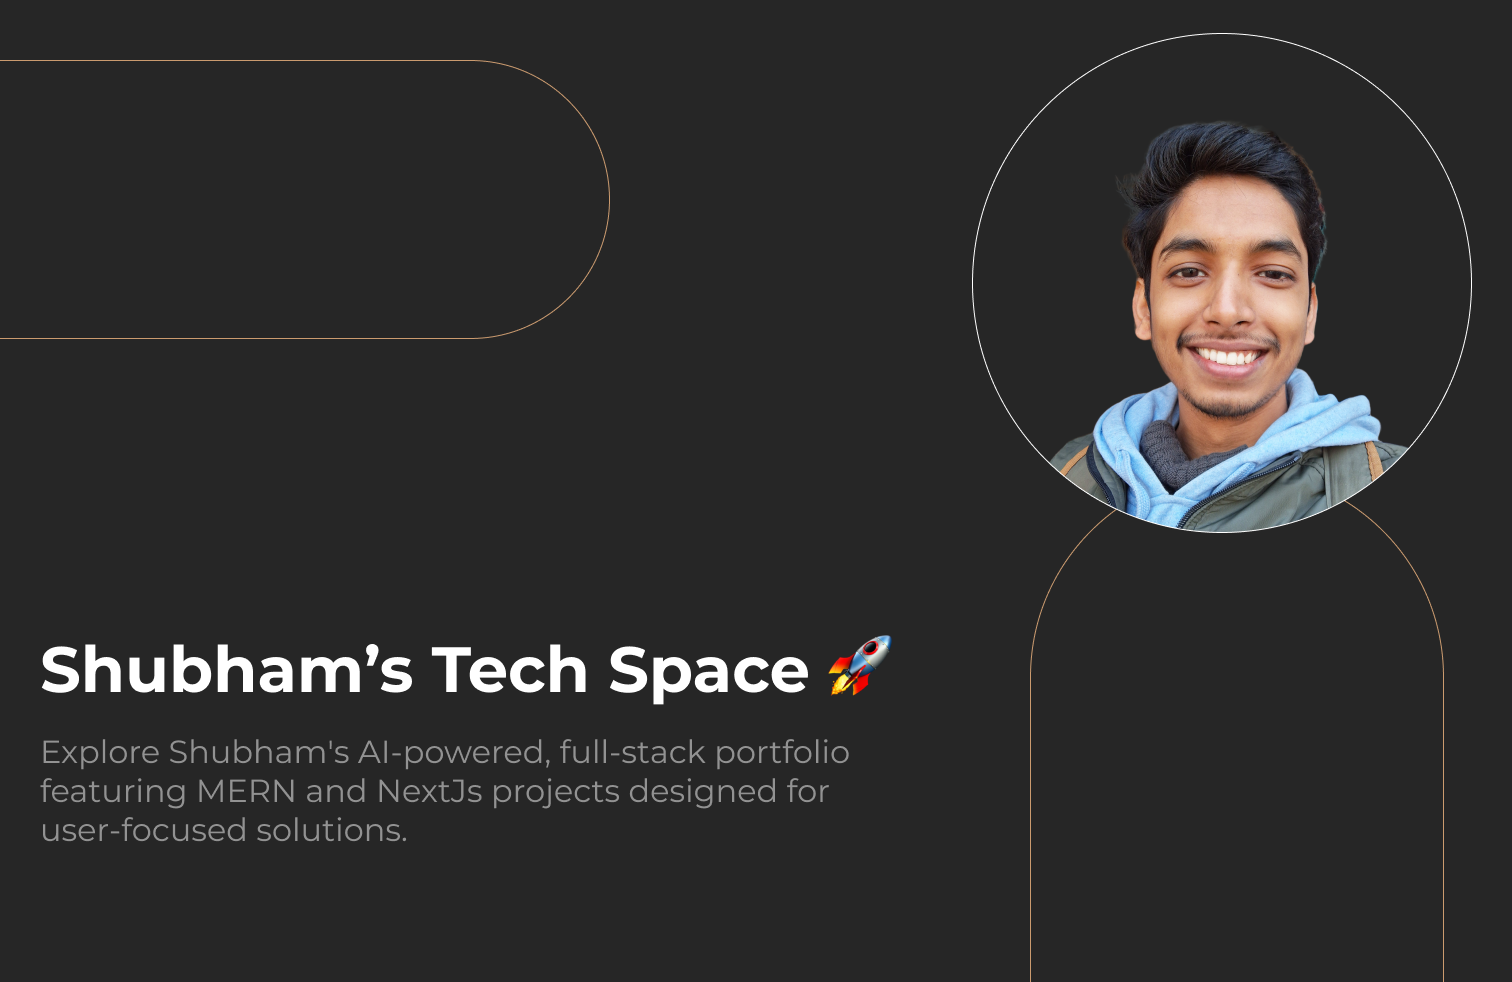 Shubham’s Tech Space 🚀
Explore Shubham's AI-powered, full-stack portfolio
featuring MERN and NextJs projects designed for
user-focused solutions.